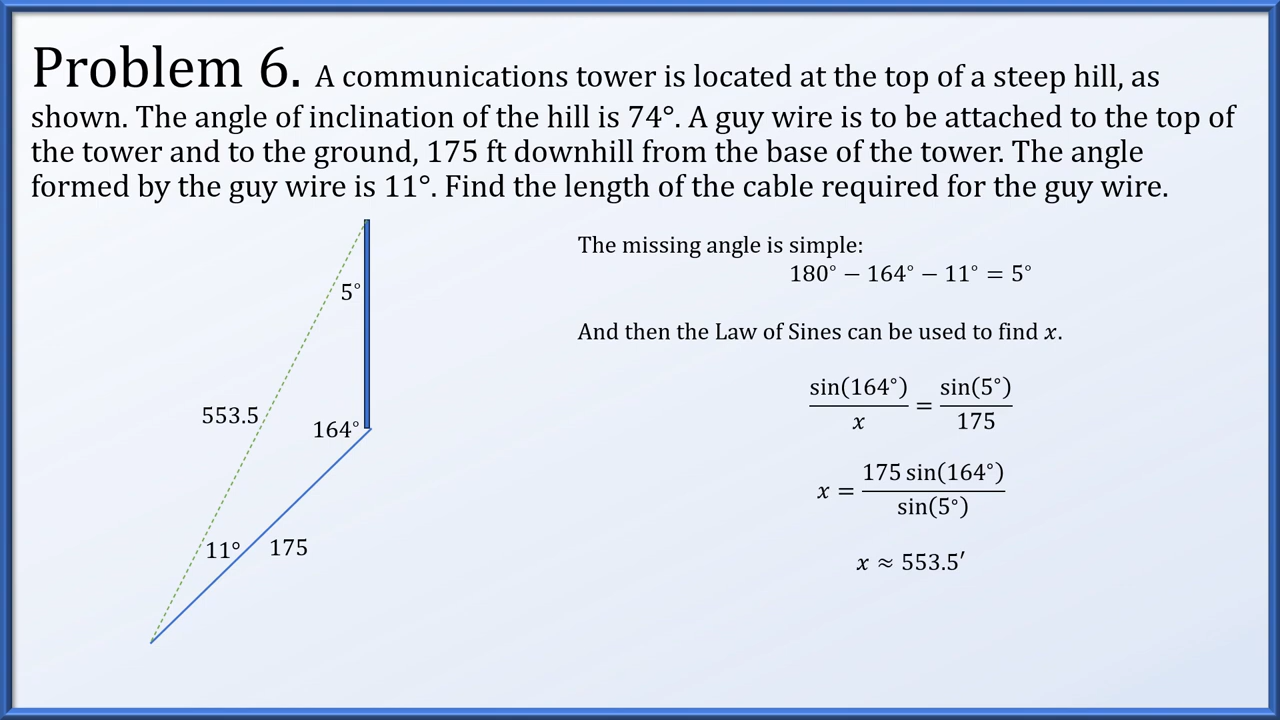 Problem 6. A communications tower is located at the top of a steep hill, as
shown. The angle of inclination of the hill is 74°. A guy wire is to be attached to the top of
the tower and to the ground, 175 ft downhill from the base of the tower. The angle
formed by the guy wire is 11°. Find the length of the cable required for the guy wire.
5°
553.5
164°
11°
175
The missing angle is simple:
180° − 164° − 11° = 5°
And then the Law of Sines can be used to find x.
sin(164°)/x = sin(5°)/175
x = 175 sin(164°)/sin(5°)
x ≈ 553.5′